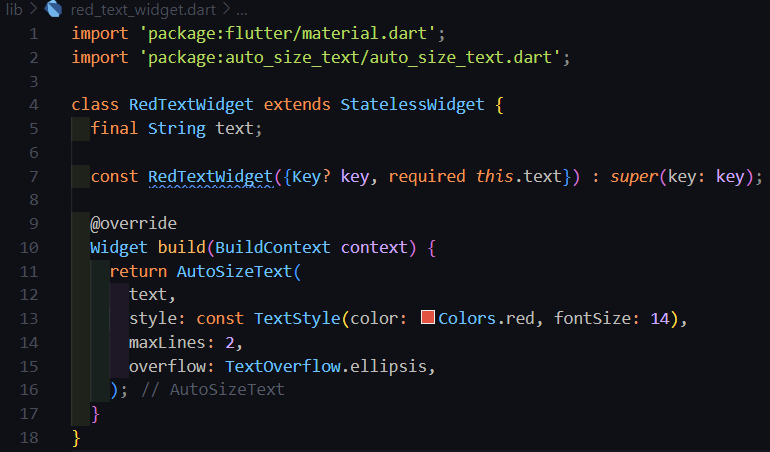 lib > red_text_widget.dart > ...
1 import 'package:flutter/material.dart';
2 import 'package:auto_size_text/auto_size_text.dart';
3
4 class RedTextWidget extends StatelessWidget {
5   final String text;
6
7   const RedTextWidget({Key? key, required this.text}) : super(key: key);
8
9   @override
10   Widget build(BuildContext context) {
11     return AutoSizeText(
12       text,
13       style: const TextStyle(color: Colors.red, fontSize: 14),
14       maxLines: 2,
15       overflow: TextOverflow.ellipsis,
16     ); // AutoSizeText
17   }
18 }